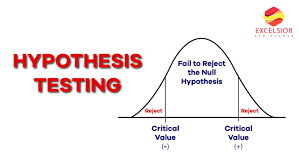 EXCELSIOR
HYPOTHESIS
TESTING
Fail to Reject
the Null
Hypothesis
Reject
Reject
Critical
Value
(-)
Critical
Value
(+)